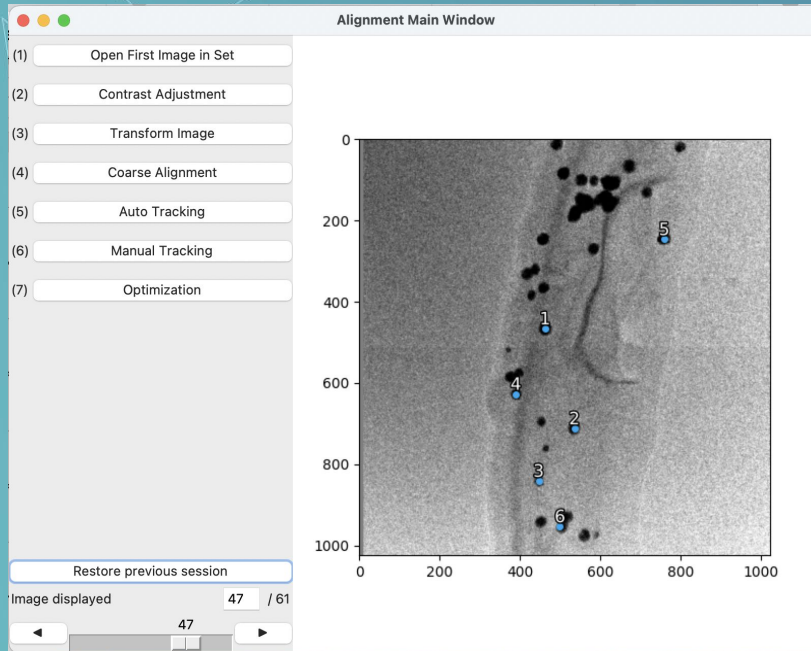 Alignment Main Window
(1) Open First Image in Set
(2) Contrast Adjustment
(3) Transform Image
(4) Coarse Alignment
(5) Auto Tracking
(6) Manual Tracking
(7) Optimization
Restore previous session
Image displayed 47 / 61
47
0
200
400
600
800
1000
0 200 400 600 800 1000
5
1
4
2
3
6